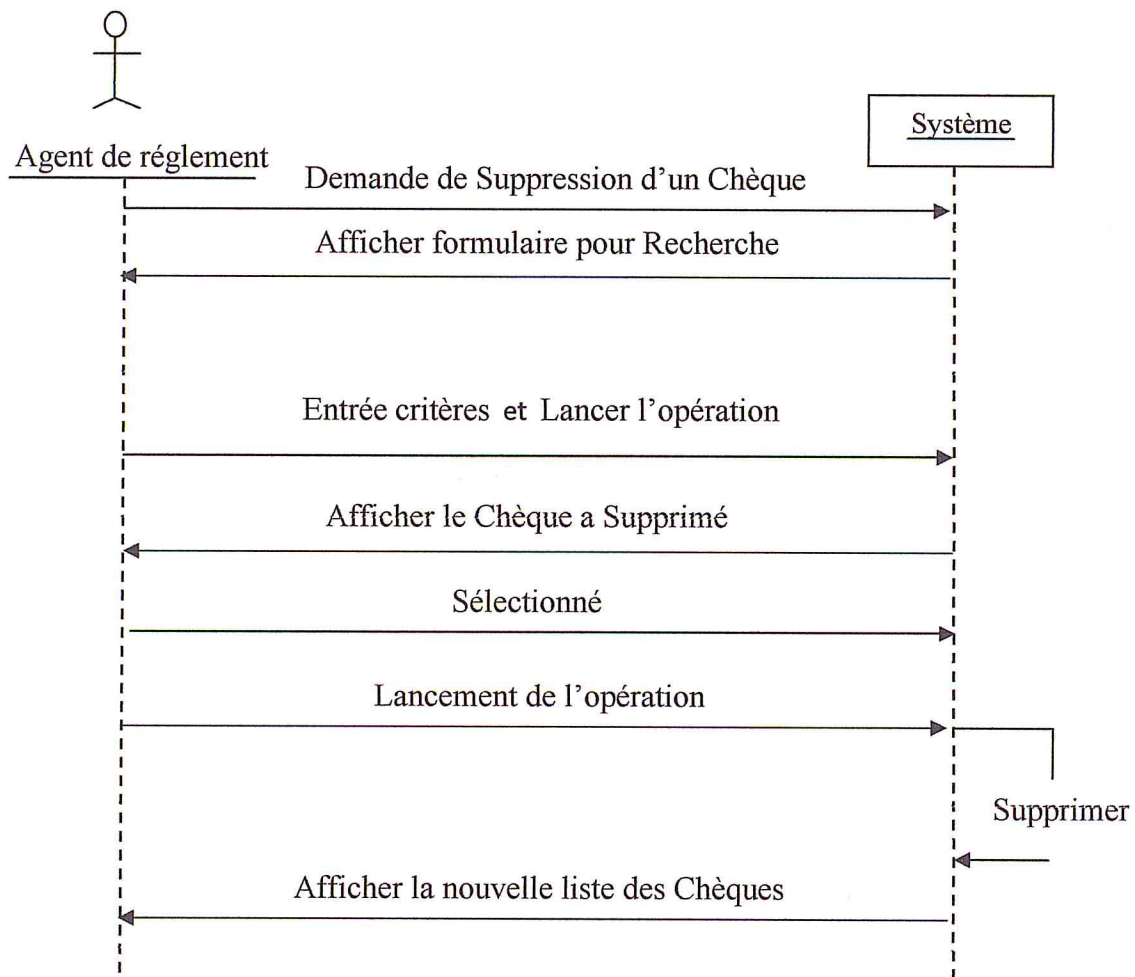 Système
Agent de réglement
Demande de Suppression d'un Chèque
Afficher formulaire pour Recherche
Entrée critères et Lancer l'opération
Afficher le Chèque a Supprimé
Sélectionné
Lancement de l'opération
Supprimer
Afficher la nouvelle liste des Chèques